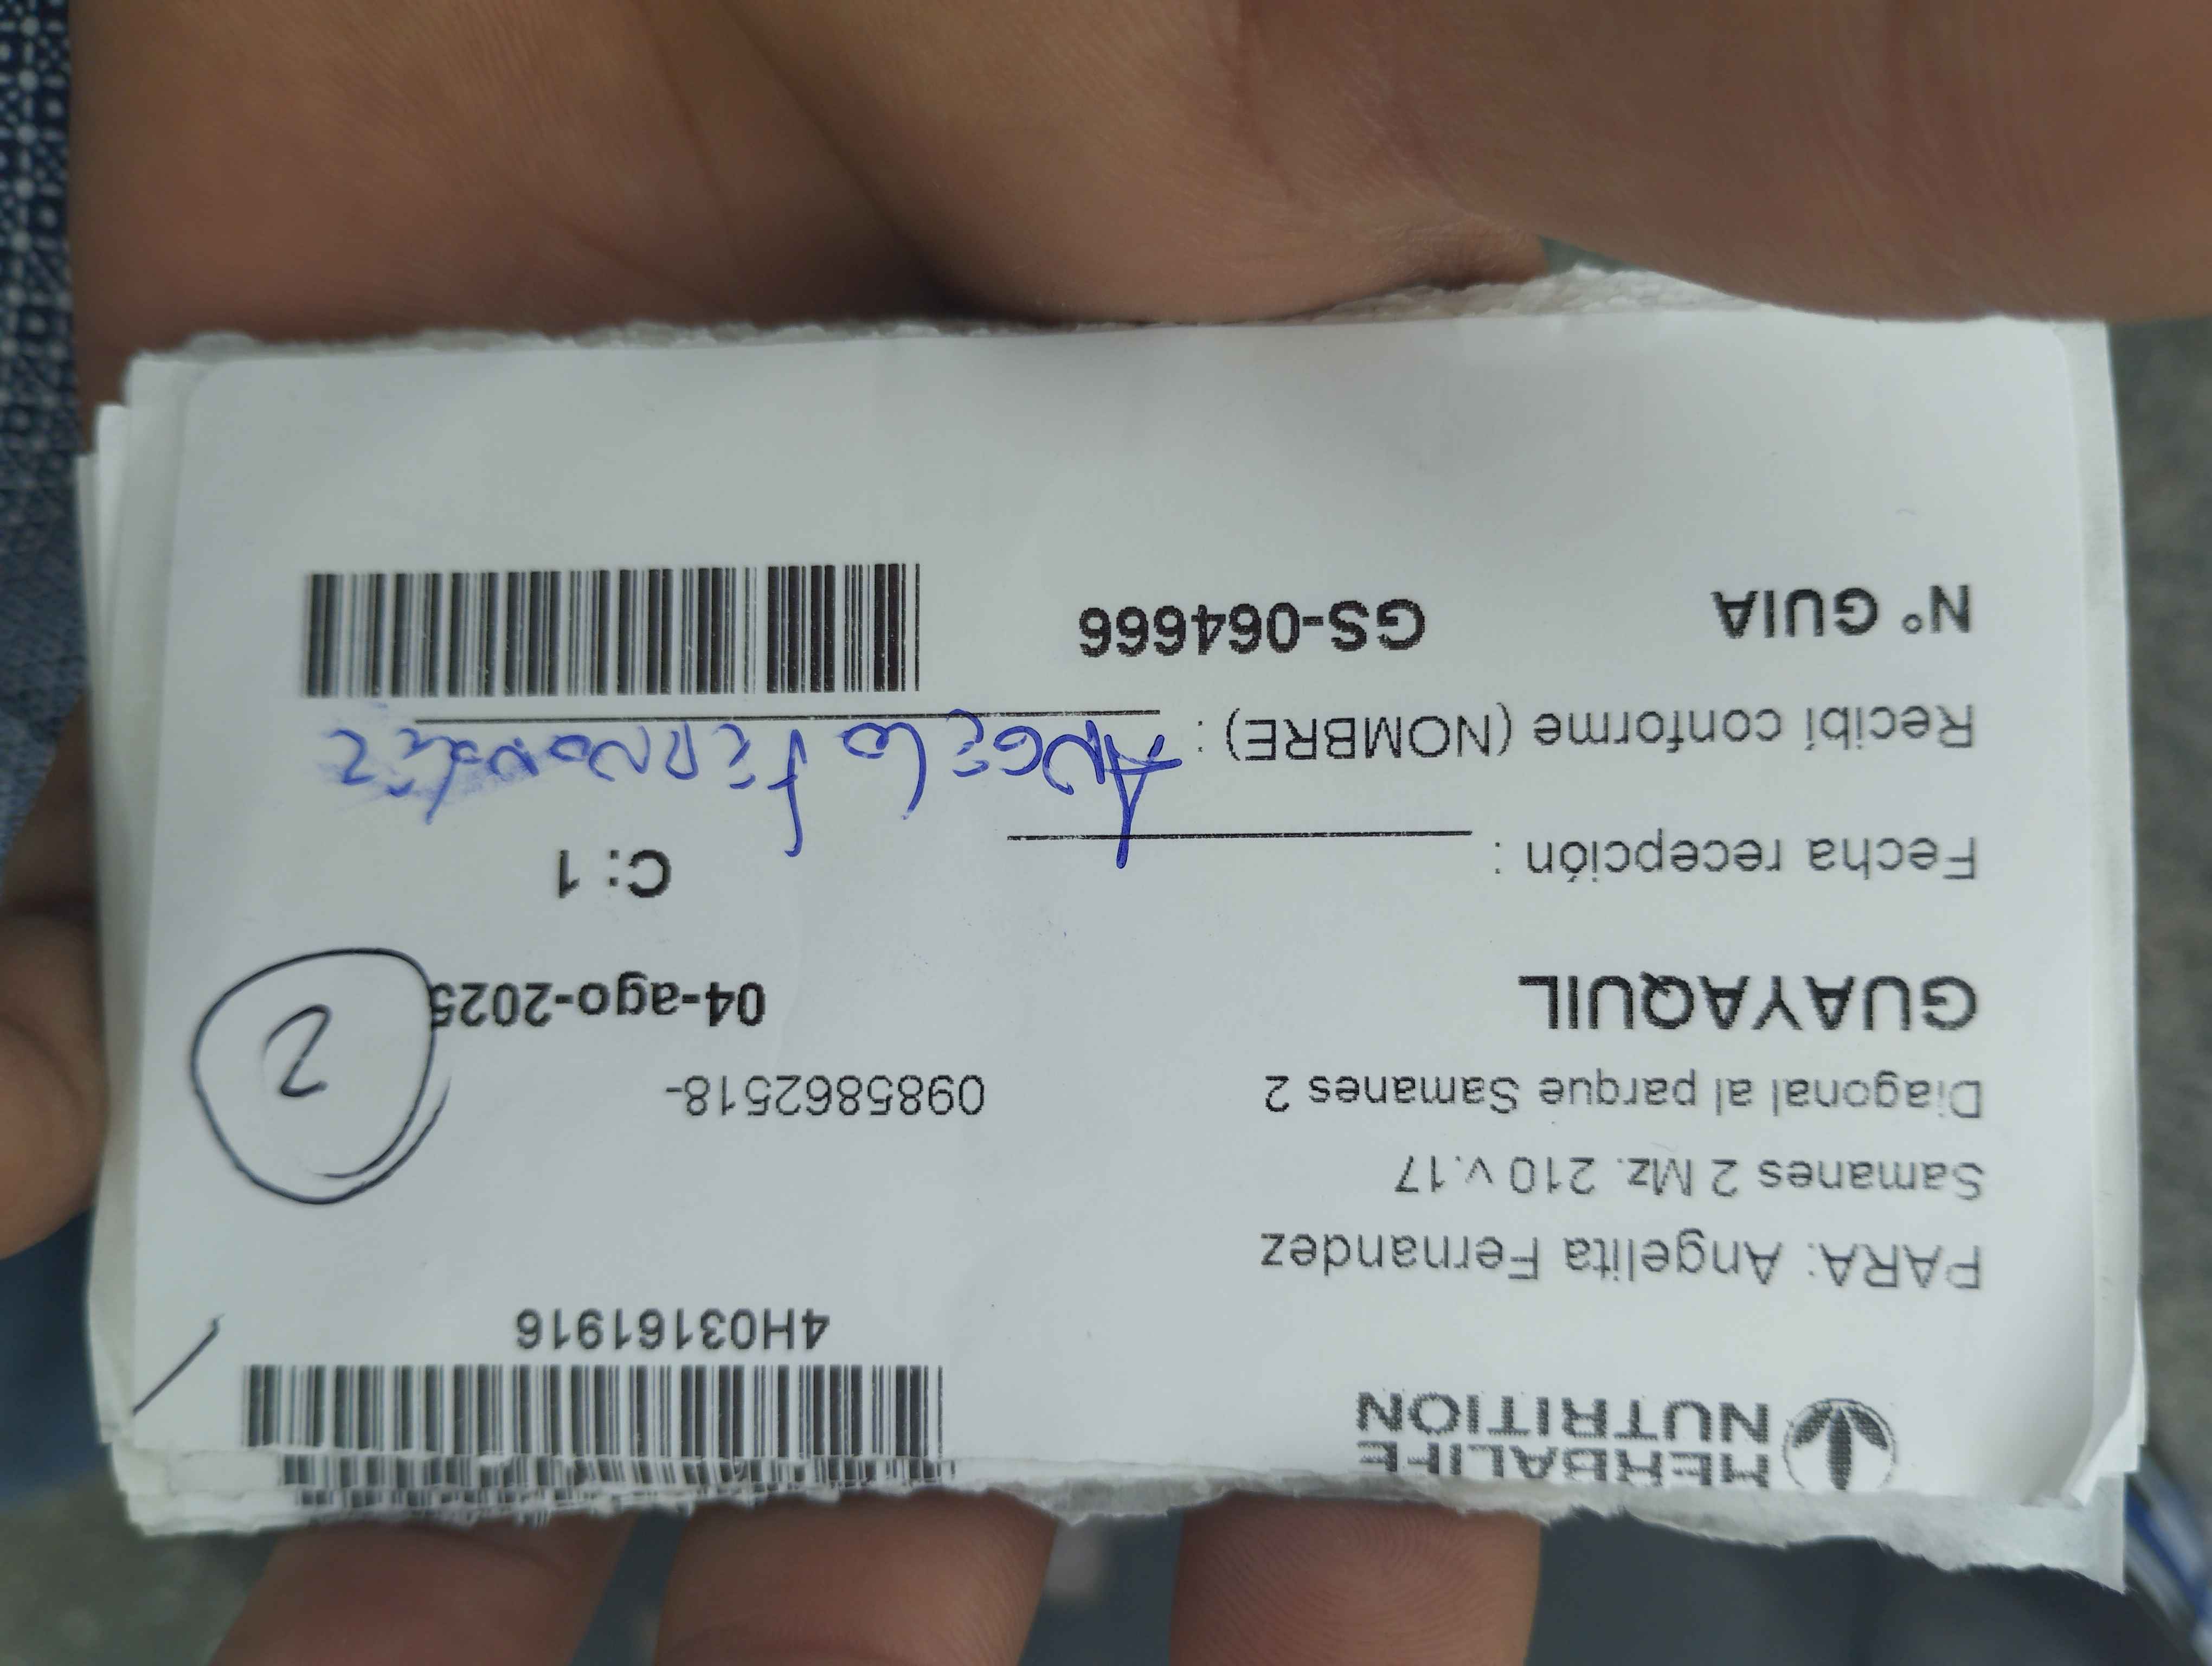 HERBALIFE
NUTRITION
4H03161916
PARA: Angelita Fernandez
Samanes 2 Mz. 210 v.17
Diagonal al parque Samanes 2
0985862518-
GUAYAQUIL
04-ago-2025
2
Fecha recepción :
C: 1
Recibí conforme (NOMBRE) : ANGElo FERNandez
N° GUIA
GS-064666